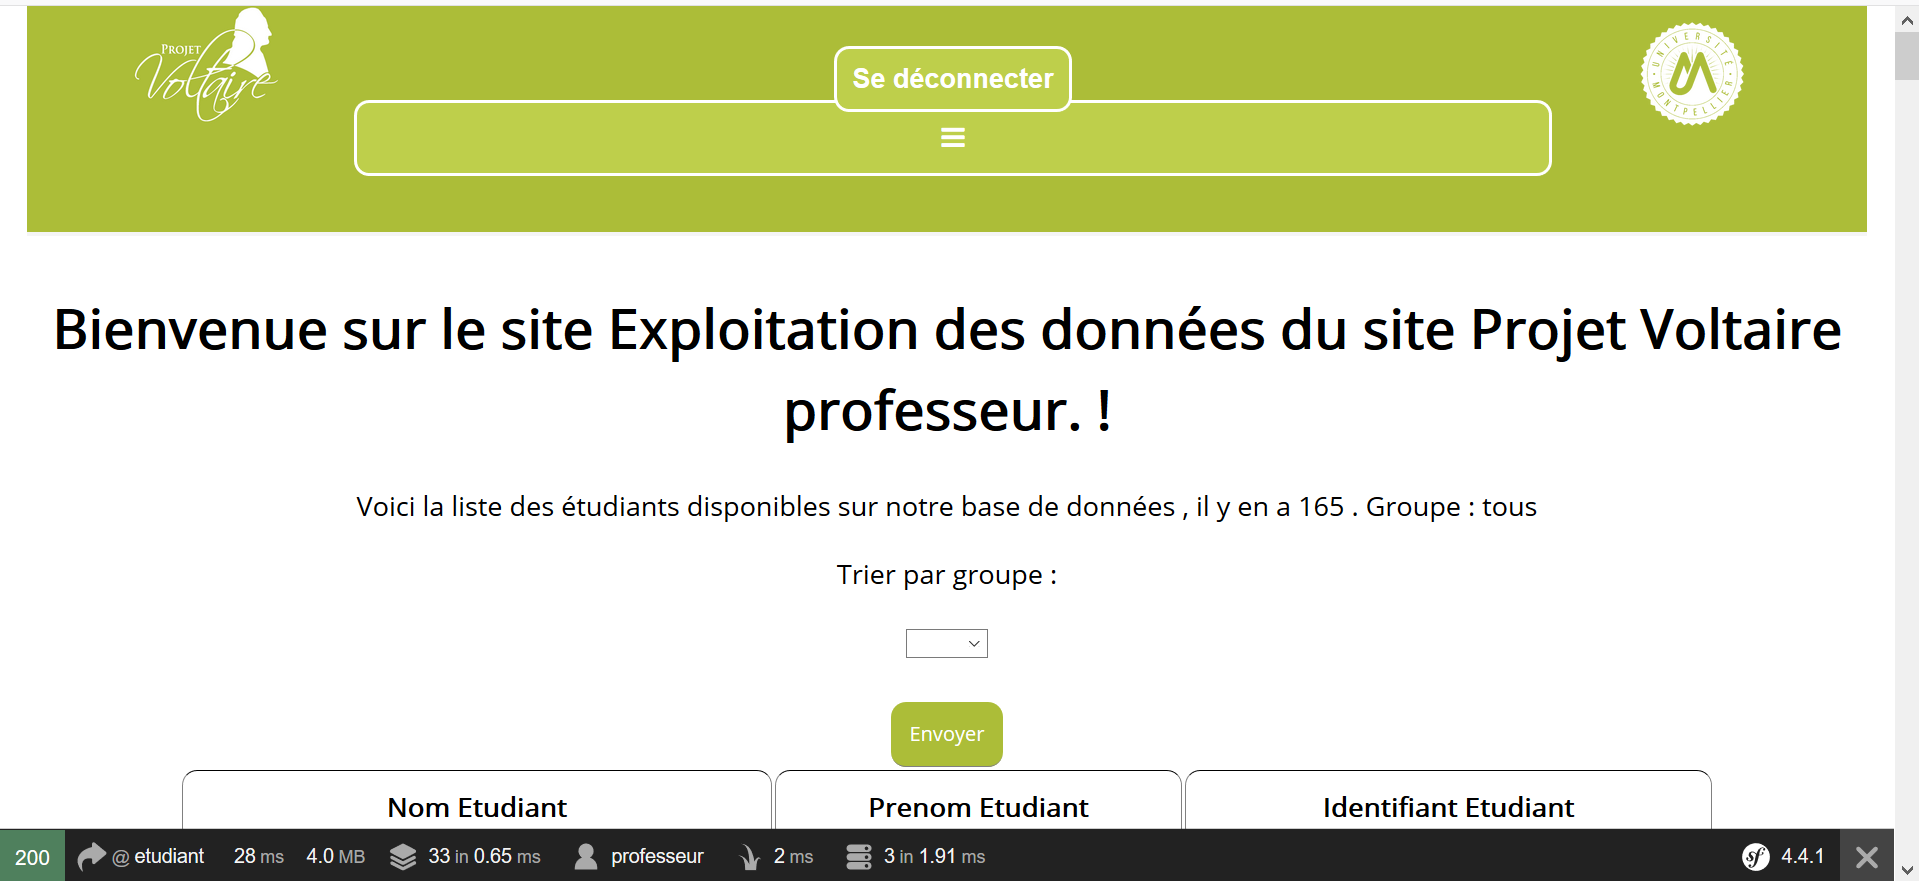 PROJET
Voltaire
Se déconnecter
UNIVERSITÉ
MONTPELLIER
Bienvenue sur le site Exploitation des données du site Projet Voltaire
professeur. !
Voici la liste des étudiants disponibles sur notre base de données , il y en a 165 . Groupe : tous
Trier par groupe :
Envoyer
Nom Etudiant Prenom Etudiant Identifiant Etudiant
200 @ etudiant 28 ms 4.0 MB 33 in 0.65 ms professeur 2 ms 3 in 1.91 ms sf 4.4.1